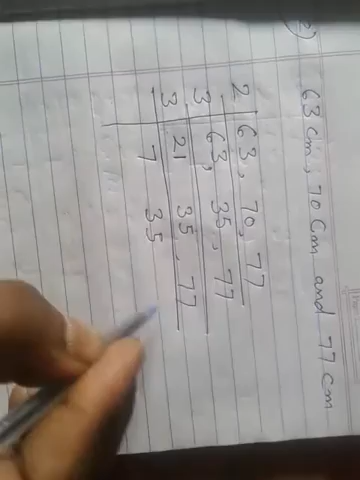 2) 63 cm, 70 cm and 77 cm
2 63, 70, 77
3 63, 35, 77
3 21 35, 77
7 35